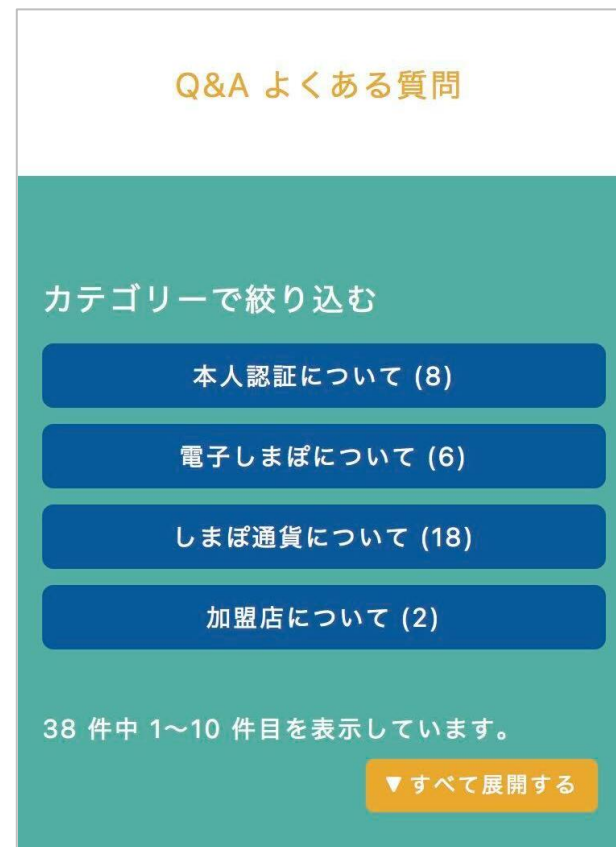 Q&A よくある質問
カテゴリーで絞り込む
本人認証について (8)
電子しまぽについて (6)
しまぽ通貨について (18)
加盟店について (2)
38 件中 1〜10 件目を表示しています。
▼すべて展開する